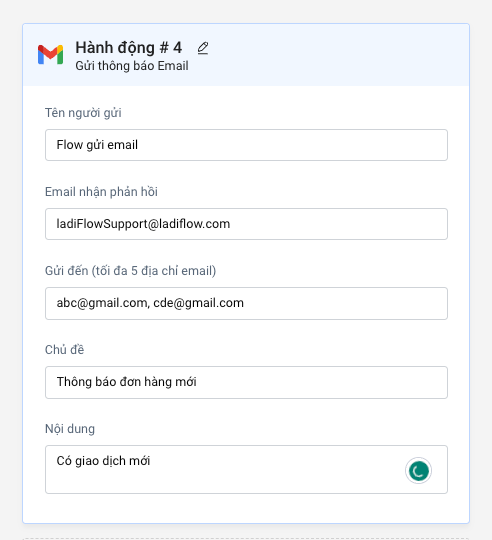 Hành động # 4
Gửi thông báo Email
Tên người gửi
Flow gửi email
Email nhận phản hồi
ladiFlowSupport@ladiflow.com
Gửi đến (tối đa 5 địa chỉ email)
abc@gmail.com, cde@gmail.com
Chủ đề
Thông báo đơn hàng mới
Nội dung
Có giao dịch mới